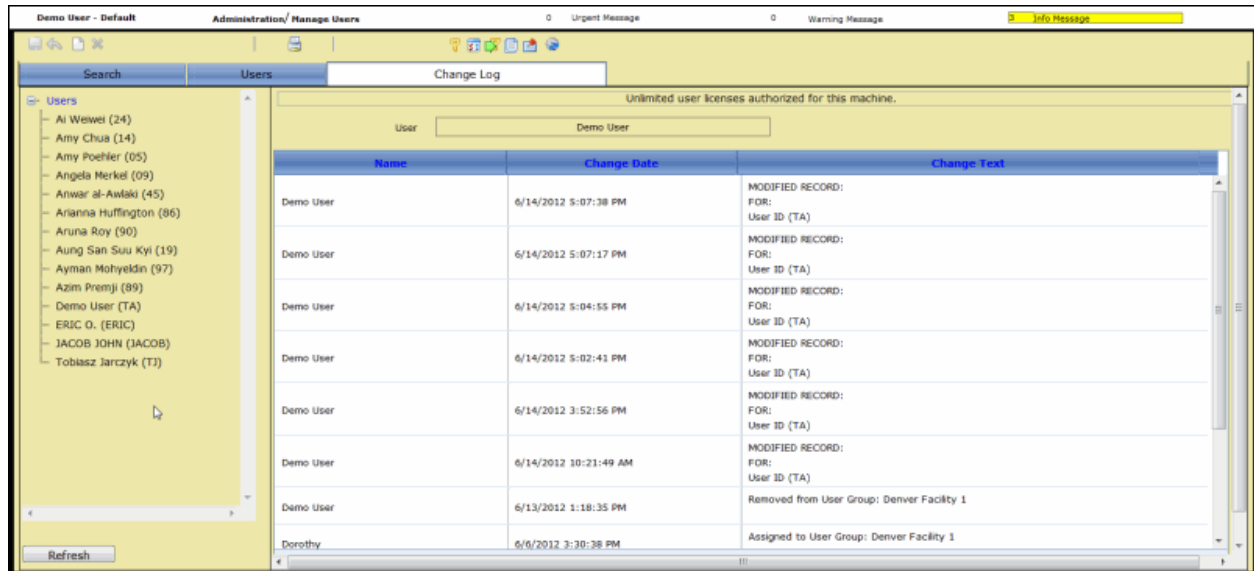 Demo User - Default Administration/ Manage Users 0 Urgent Message 0 Warning Message 3 Info Message
Search Users Change Log
Users
Ai Weiwei (24)
Amy Chua (14)
Amy Poehler (05)
Angela Merkel (09)
Anwar al-Awlaki (45)
Arianna Huffington (86)
Aruna Roy (90)
Aung San Suu Kyi (19)
Ayman Mohyeldin (97)
Azim Premji (89)
Demo User (TA)
ERIC O. (ERIC)
JACOB JOHN (JACOB)
Tobiasz Jarczyk (TJ)
Refresh
Unlimited user licenses authorized for this machine.
User Demo User
Name Change Date Change Text
MODIFIED RECORD:
Demo User 6/14/2012 5:07:38 PM FOR:
User ID (TA)
MODIFIED RECORD:
Demo User 6/14/2012 5:07:17 PM FOR:
User ID (TA)
MODIFIED RECORD:
Demo User 6/14/2012 5:04:55 PM FOR:
User ID (TA)
MODIFIED RECORD:
Demo User 6/14/2012 5:02:41 PM FOR:
User ID (TA)
MODIFIED RECORD:
Demo User 6/14/2012 3:52:56 PM FOR:
User ID (TA)
MODIFIED RECORD:
Demo User 6/14/2012 10:21:49 AM FOR:
User ID (TA)
Demo User 6/13/2012 1:18:35 PM Removed from User Group: Denver Facility 1
Dorothy 6/6/2012 3:30:38 PM Assigned to User Group: Denver Facility 1